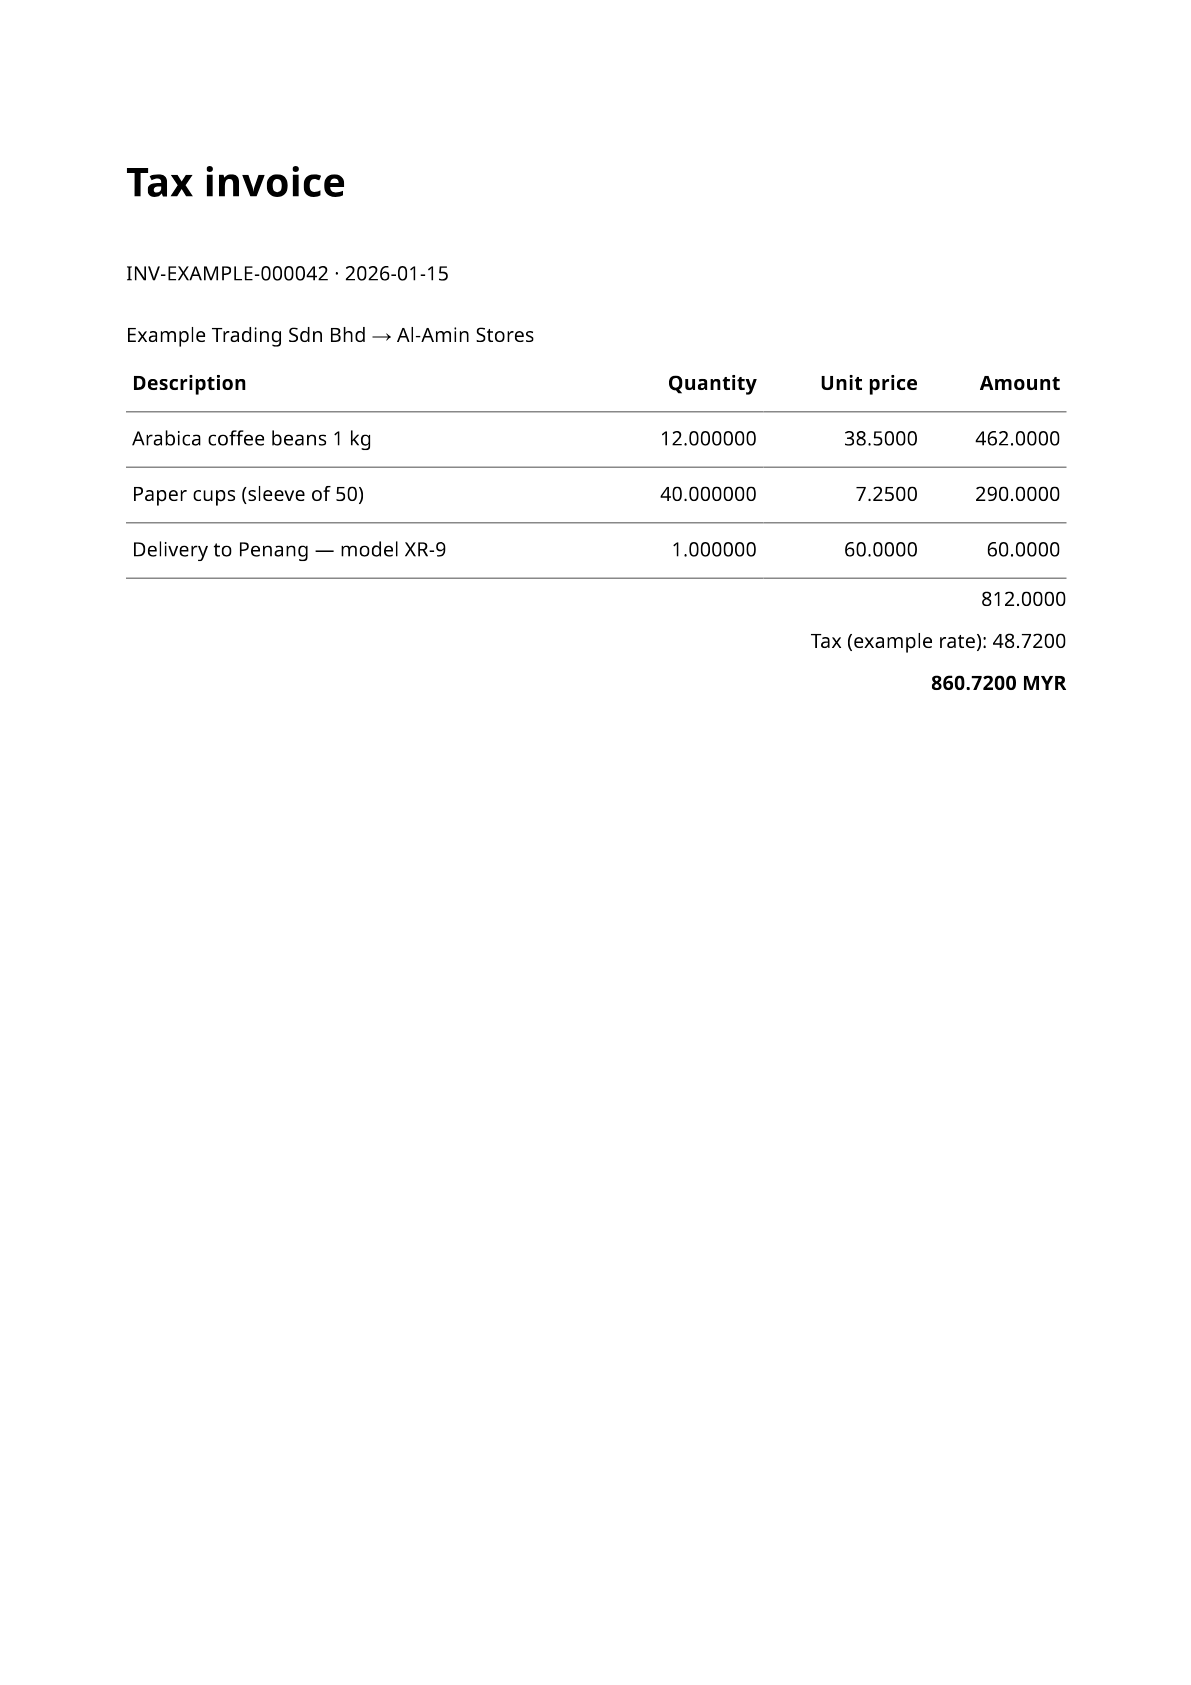 Tax invoice
INV-EXAMPLE-000042 · 2026-01-15
Example Trading Sdn Bhd → Al-Amin Stores
Description Quantity Unit price Amount
Arabica coffee beans 1 kg 12.000000 38.5000 462.0000
Paper cups (sleeve of 50) 40.000000 7.2500 290.0000
Delivery to Penang — model XR-9 1.000000 60.0000 60.0000
812.0000
Tax (example rate): 48.7200
860.7200 MYR